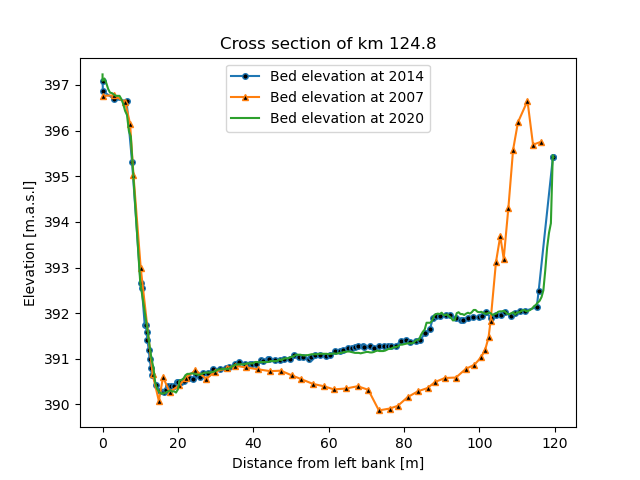 Cross section of km 124.8
Bed elevation at 2014
Bed elevation at 2007
Bed elevation at 2020
Elevation [m.a.s.l]
397
396
395
394
393
392
391
390
0 20 40 60 80 100 120
Distance from left bank [m]